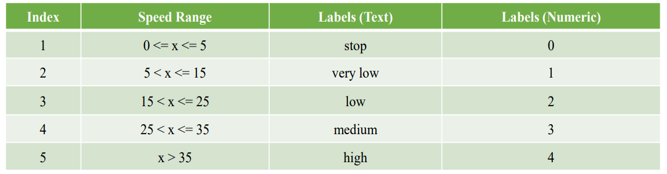 Index Speed Range Labels (Text) Labels (Numeric)
1 0 <= x <= 5 stop 0
2 5 < x <= 15 very low 1
3 15 < x <= 25 low 2
4 25 < x <= 35 medium 3
5 x > 35 high 4